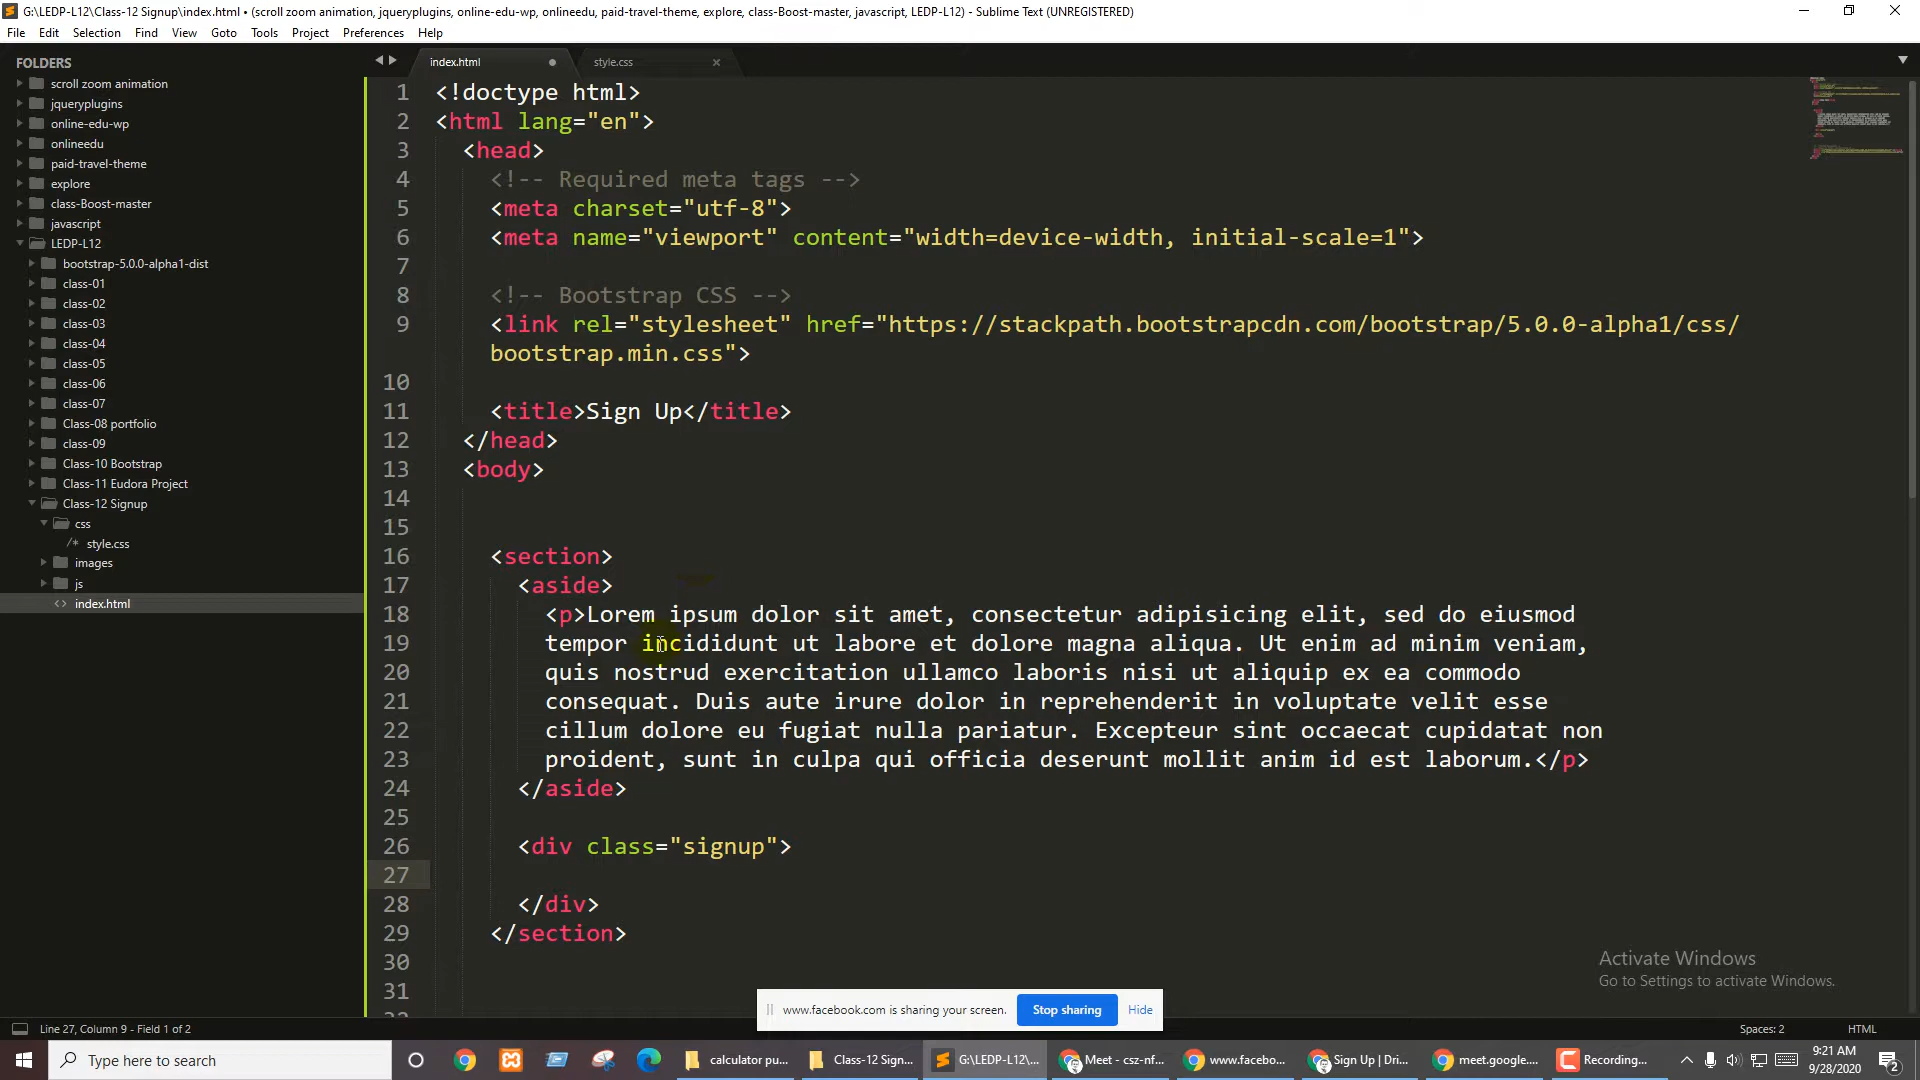 G:\LEDP-L12\Class-12 Signup\index.html • (scroll zoom animation, jqueryplugins, online-edu-wp, onlineedu, paid-travel-theme, explore, class-Boost-master, javascript, LEDP-L12) - Sublime Text (UNREGISTERED)
File Edit Selection Find View Goto Tools Project Preferences Help
FOLDERS
scroll zoom animation
jqueryplugins
online-edu-wp
onlineedu
paid-travel-theme
explore
class-Boost-master
javascript
LEDP-L12
bootstrap-5.0.0-alpha1-dist
class-01
class-02
class-03
class-04
class-05
class-06
class-07
Class-08 portfolio
class-09
Class-10 Bootstrap
Class-11 Eudora Project
Class-12 Signup
css
/* style.css
images
js
<> index.html
index.html style.css
1 <!doctype html>
2 <html lang="en">
3 <head>
4 <!-- Required meta tags -->
5 <meta charset="utf-8">
6 <meta name="viewport" content="width=device-width, initial-scale=1">
7
8 <!-- Bootstrap CSS -->
9 <link rel="stylesheet" href="https://stackpath.bootstrapcdn.com/bootstrap/5.0.0-alpha1/css/
bootstrap.min.css">
10
11 <title>Sign Up</title>
12 </head>
13 <body>
14
15
16 <section>
17 <aside>
18 <p>Lorem ipsum dolor sit amet, consectetur adipisicing elit, sed do eiusmod
19 tempor incididunt ut labore et dolore magna aliqua. Ut enim ad minim veniam,
20 quis nostrud exercitation ullamco laboris nisi ut aliquip ex ea commodo
21 consequat. Duis aute irure dolor in reprehenderit in voluptate velit esse
22 cillum dolore eu fugiat nulla pariatur. Excepteur sint occaecat cupidatat non
23 proident, sunt in culpa qui officia deserunt mollit anim id est laborum.</p>
24 </aside>
25
26 <div class="signup">
27
28 </div>
29 </section>
30
31
Activate Windows
Go to Settings to activate Windows.
www.facebook.com is sharing your screen. Stop sharing Hide
Line 27, Column 9 - Field 1 of 2 Spaces: 2 HTML
Type here to search calculator pu... Class-12 Sign... G:\LEDP-L12\... Meet - csz-nf... www.facebo... Sign Up | Dri... meet.google.... Recording... 9:21 AM
9/28/2020
2